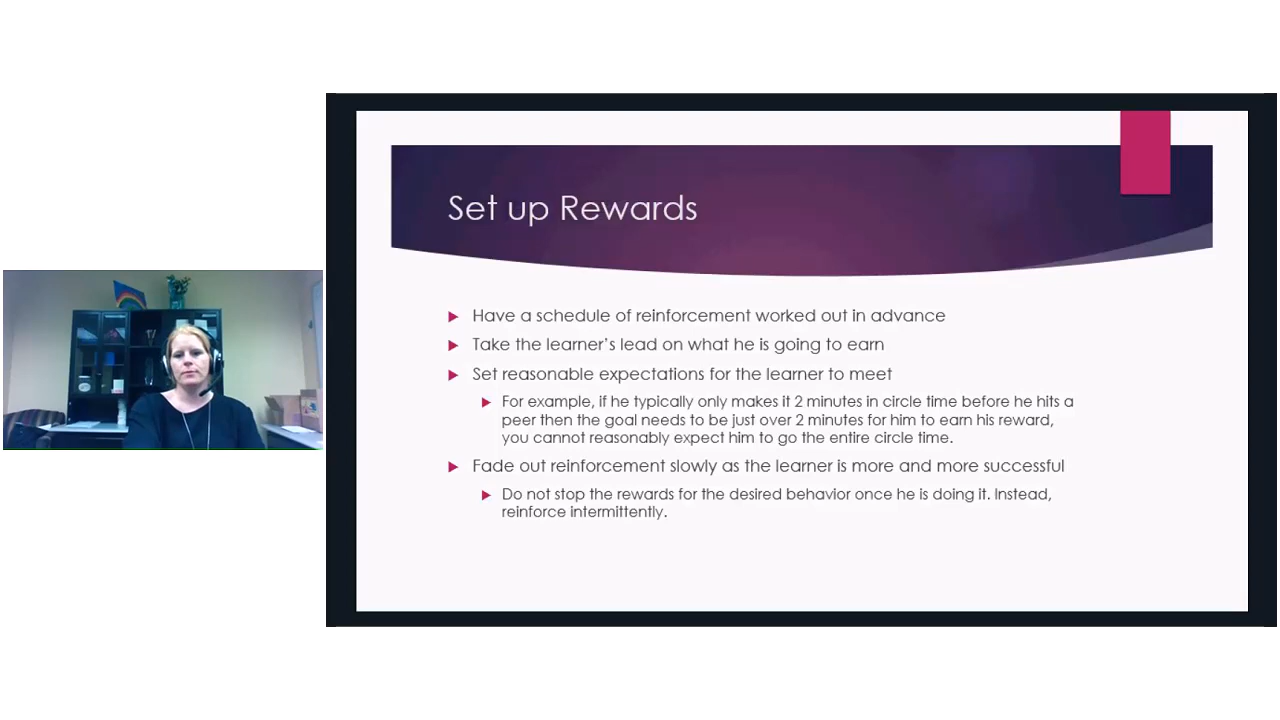 Set up Rewards
Have a schedule of reinforcement worked out in advance
Take the learner's lead on what he is going to earn
Set reasonable expectations for the learner to meet
For example, if he typically only makes it 2 minutes in circle time before he hits a
peer then the goal needs to be just over 2 minutes for him to earn his reward,
you cannot reasonably expect him to go the entire circle time.
Fade out reinforcement slowly as the learner is more and more successful
Do not stop the rewards for the desired behavior once he is doing it. Instead,
reinforce intermittently.